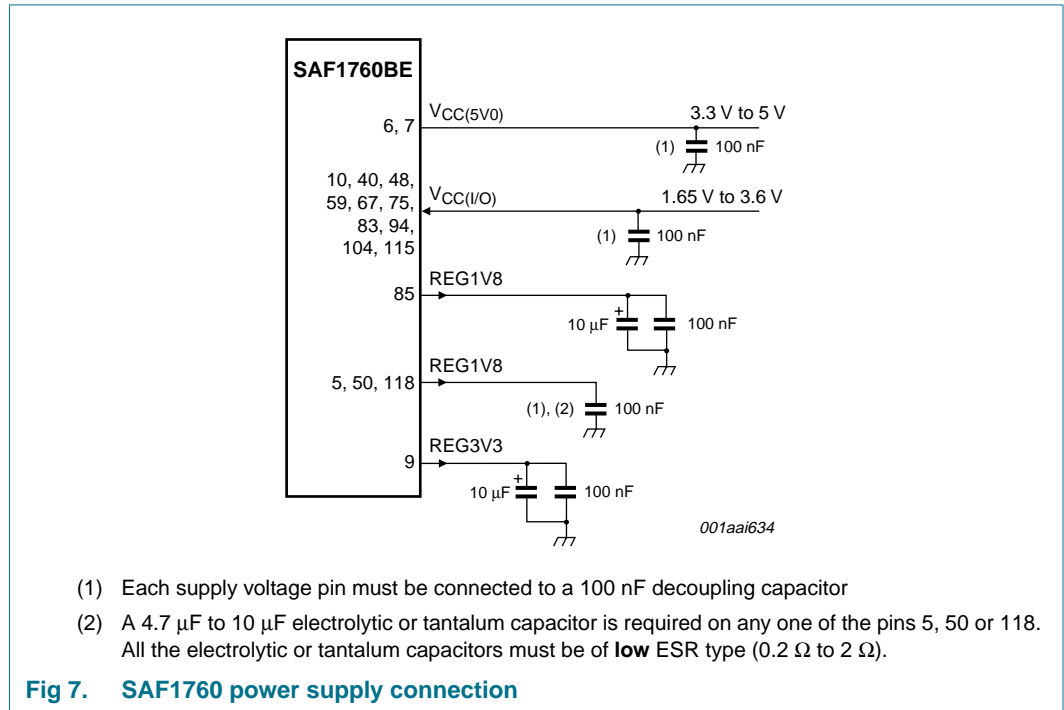 SAF1760BE
6, 7
VCC(5V0)
3.3 V to 5 V
(1)
100 nF
10, 40, 48,
59, 67, 75,
83, 94,
104, 115
VCC(I/O)
1.65 V to 3.6 V
(1)
100 nF
85
REG1V8
10 μF
+
100 nF
5, 50, 118
REG1V8
(1), (2)
100 nF
9
REG3V3
10 μF
+
100 nF
001aai634
(1) Each supply voltage pin must be connected to a 100 nF decoupling capacitor
(2) A 4.7 μF to 10 μF electrolytic or tantalum capacitor is required on any one of the pins 5, 50 or 118.
All the electrolytic or tantalum capacitors must be of low ESR type (0.2 Ω to 2 Ω).
Fig 7. SAF1760 power supply connection